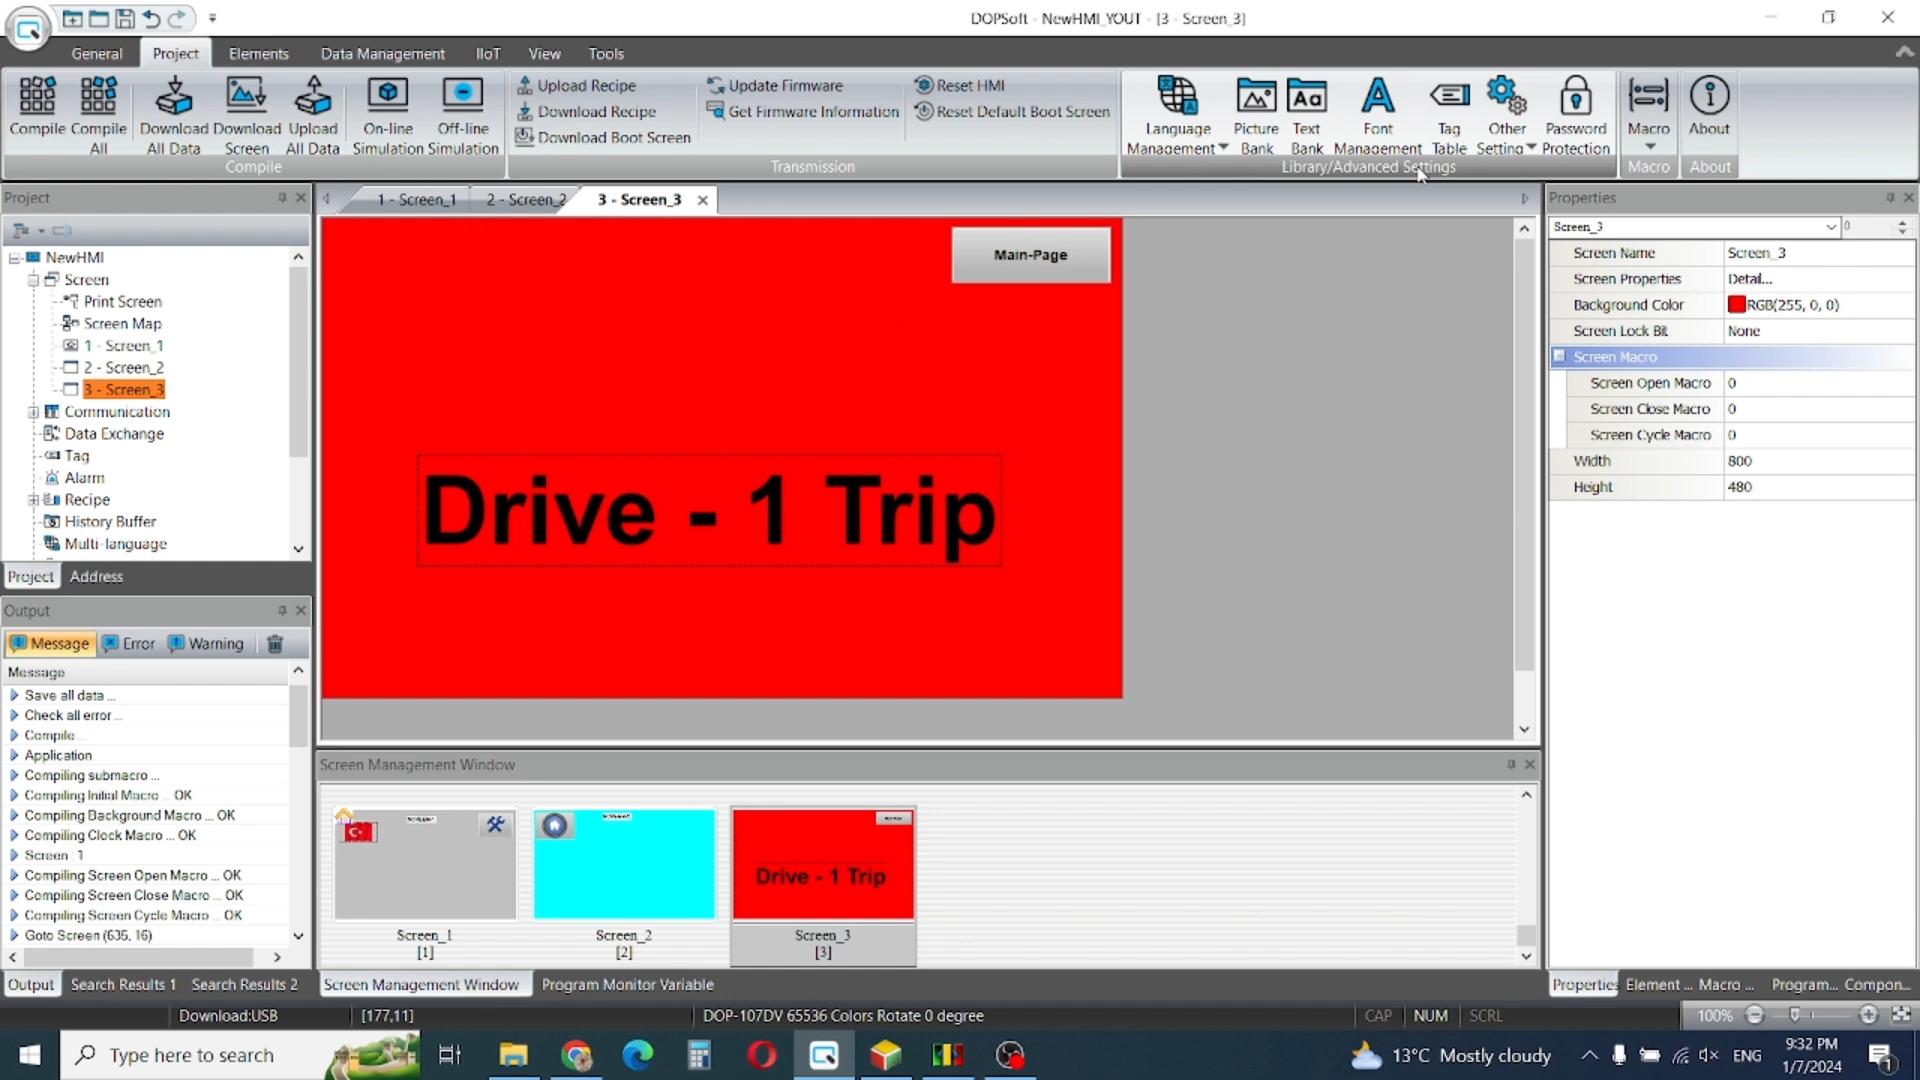 DOPSoft - NewHMI_YOUT - [3 - Screen_3]
General Project Elements Data Management IIoT View Tools
Compile
Compile All
Download All Data
Download Screen
Upload All Data
On-line Simulation
Off-line Simulation
Compile
Upload Recipe
Download Recipe
Download Boot Screen
Update Firmware
Get Firmware Information
Reset HMI
Reset Default Boot Screen
Transmission
Language Management
Picture Bank
Text Bank
Font Management
Tag Table
Other Setting
Password Protection
Library/Advanced Settings
Macro
Macro
About
About
Project
NewHMI
Screen
Print Screen
Screen Map
1 - Screen_1
2 - Screen_2
3 - Screen_3
Communication
Data Exchange
Tag
Alarm
Recipe
History Buffer
Multi-language
Project Address
Output
Message Error Warning
Message
Save all data ...
Check all error ...
Compile ...
Application
Compiling submacro ...
Compiling Initial Macro ... OK
Compiling Background Macro ... OK
Compiling Clock Macro ... OK
Screen : 1
Compiling Screen Open Macro ... OK
Compiling Screen Close Macro ... OK
Compiling Screen Cycle Macro ... OK
Goto Screen (635, 16)
Output Search Results 1 Search Results 2
1 - Screen_1 2 - Screen_2 3 - Screen_3
Main-Page
Drive - 1 Trip
Screen Management Window
Drive - 1 Trip
Screen_1
[1]
Screen_2
[2]
Screen_3
[3]
Screen Management Window Program Monitor Variable
Properties
Screen_3 0
Screen Name Screen_3
Screen Properties Detail...
Background Color RGB(255, 0, 0)
Screen Lock Bit None
Screen Macro
Screen Open Macro 0
Screen Close Macro 0
Screen Cycle Macro 0
Width 800
Height 480
Properties Element ... Macro ... Program... Compon...
Download:USB [177,11] DOP-107DV 65536 Colors Rotate 0 degree CAP NUM SCRL 100%
Type here to search
13°C Mostly cloudy
ENG
9:32 PM
1/7/2024
1